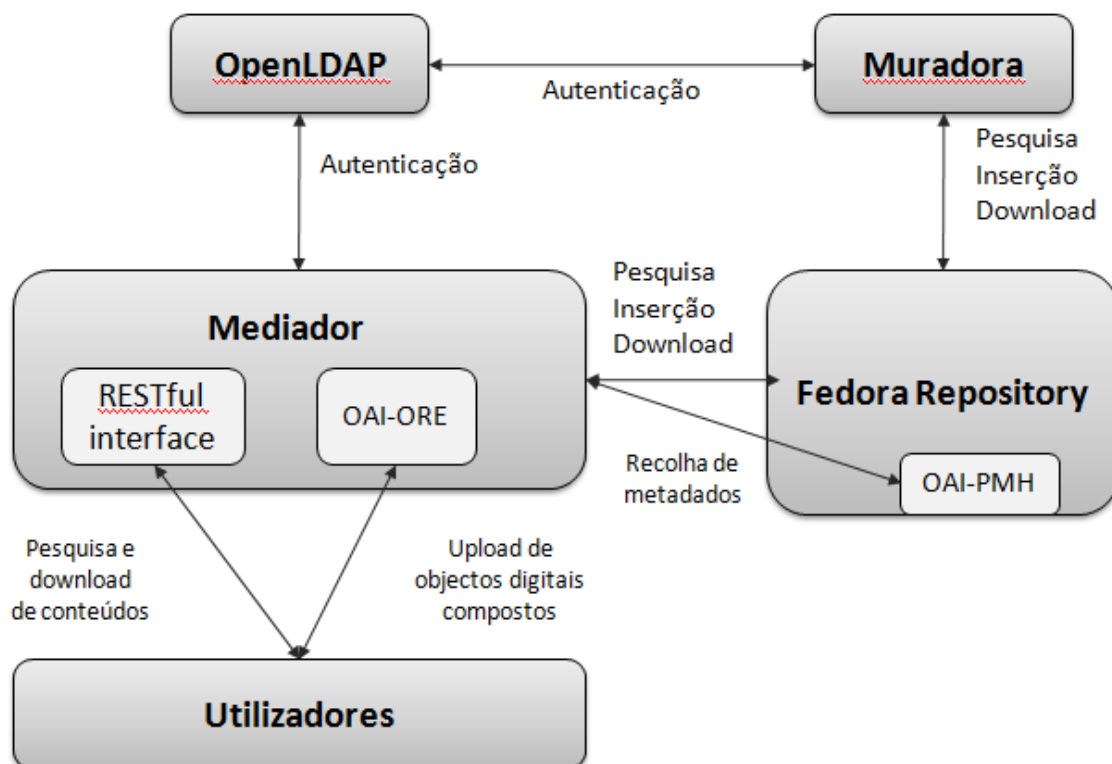 OpenLDAP
Muradora
Autenticação
Autenticação
Pesquisa
Inserção
Download
Mediador
RESTful
interface
OAI-ORE
Pesquisa
Inserção
Download
Fedora Repository
OAI-PMH
Recolha de
metadados
Pesquisa e
download
de conteúdos
Upload de
objectos digitais
compostos
Utilizadores